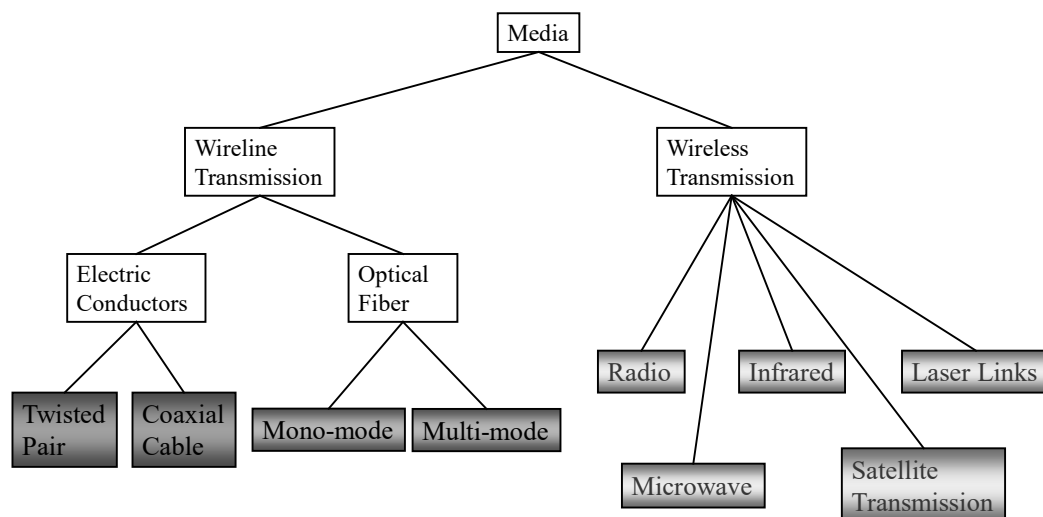 Media
Wireline
Transmission
Wireless
Transmission
Electric
Conductors
Optical
Fiber
Radio
Infrared
Laser Links
Twisted
Pair
Coaxial
Cable
Mono-mode
Multi-mode
Microwave
Satellite
Transmission